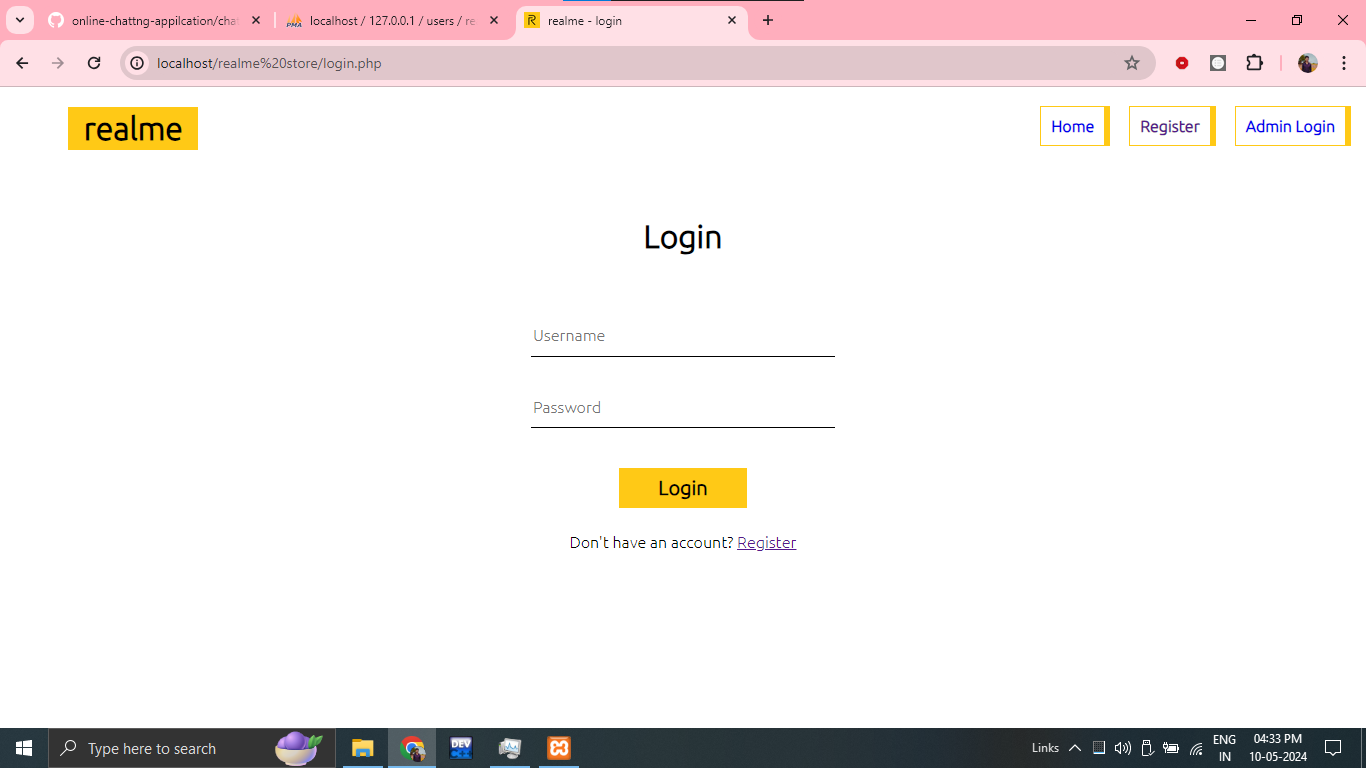 online-chattng-appilcation/chat
localhost / 127.0.0.1 / users / re
realme - login
localhost/realme%20store/login.php
realme
Home
Register
Admin Login
Login
Username
Password
Login
Don't have an account? Register
Type here to search
DEV
Links
ENG
IN
04:33 PM
10-05-2024